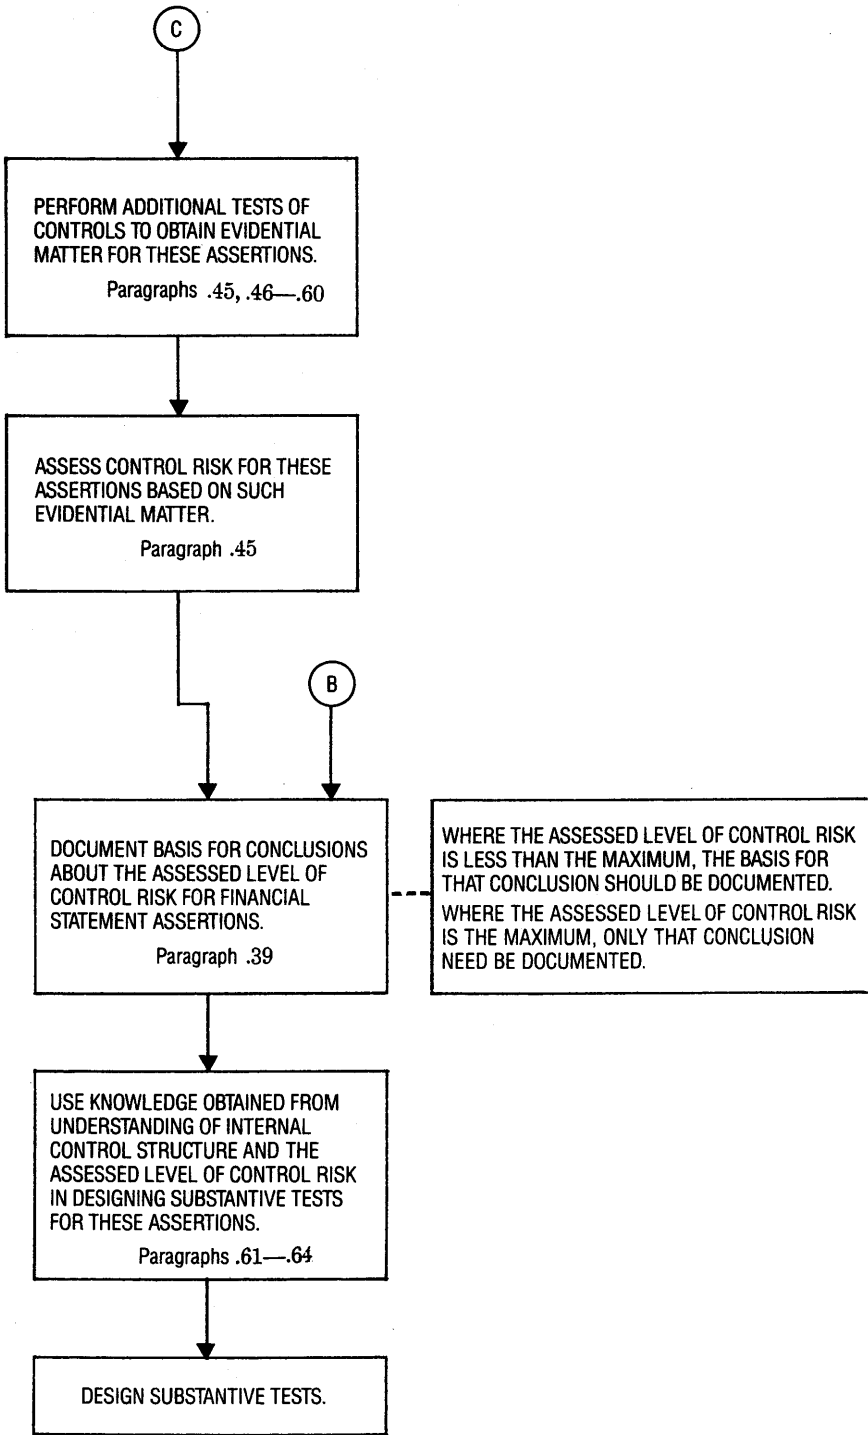 C
PERFORM ADDITIONAL TESTS OF
CONTROLS TO OBTAIN EVIDENTIAL
MATTER FOR THESE ASSERTIONS.
Paragraphs .45, .46—.60
ASSESS CONTROL RISK FOR THESE
ASSERTIONS BASED ON SUCH
EVIDENTIAL MATTER.
Paragraph .45
B
DOCUMENT BASIS FOR CONCLUSIONS
ABOUT THE ASSESSED LEVEL OF
CONTROL RISK FOR FINANCIAL
STATEMENT ASSERTIONS.
Paragraph .39
WHERE THE ASSESSED LEVEL OF CONTROL RISK
IS LESS THAN THE MAXIMUM, THE BASIS FOR
THAT CONCLUSION SHOULD BE DOCUMENTED.
WHERE THE ASSESSED LEVEL OF CONTROL RISK
IS THE MAXIMUM, ONLY THAT CONCLUSION
NEED BE DOCUMENTED.
USE KNOWLEDGE OBTAINED FROM
UNDERSTANDING OF INTERNAL
CONTROL STRUCTURE AND THE
ASSESSED LEVEL OF CONTROL RISK
IN DESIGNING SUBSTANTIVE TESTS
FOR THESE ASSERTIONS.
Paragraphs .61—.64
DESIGN SUBSTANTIVE TESTS.